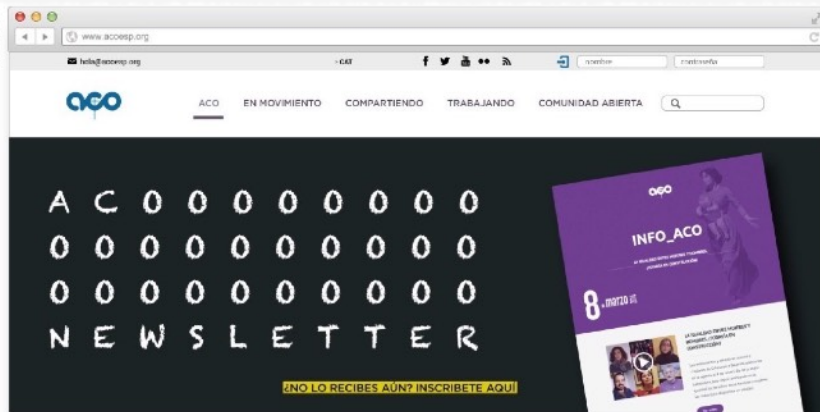 www.acoesp.org
hola@acoesp.org
· CAT
nombre
contraseña
aco
ACO
EN MOVIMIENTO
COMPARTIENDO
TRABAJANDO
COMUNIDAD ABIERTA
A C O O O O O O O O
O O O O O O O O O O
O O O O O O O O O O
N E W S L E T T E R
¿NO LO RECIBES AÚN? INSCRIBETE AQUÍ
aco
INFO_ACO
8 marzo